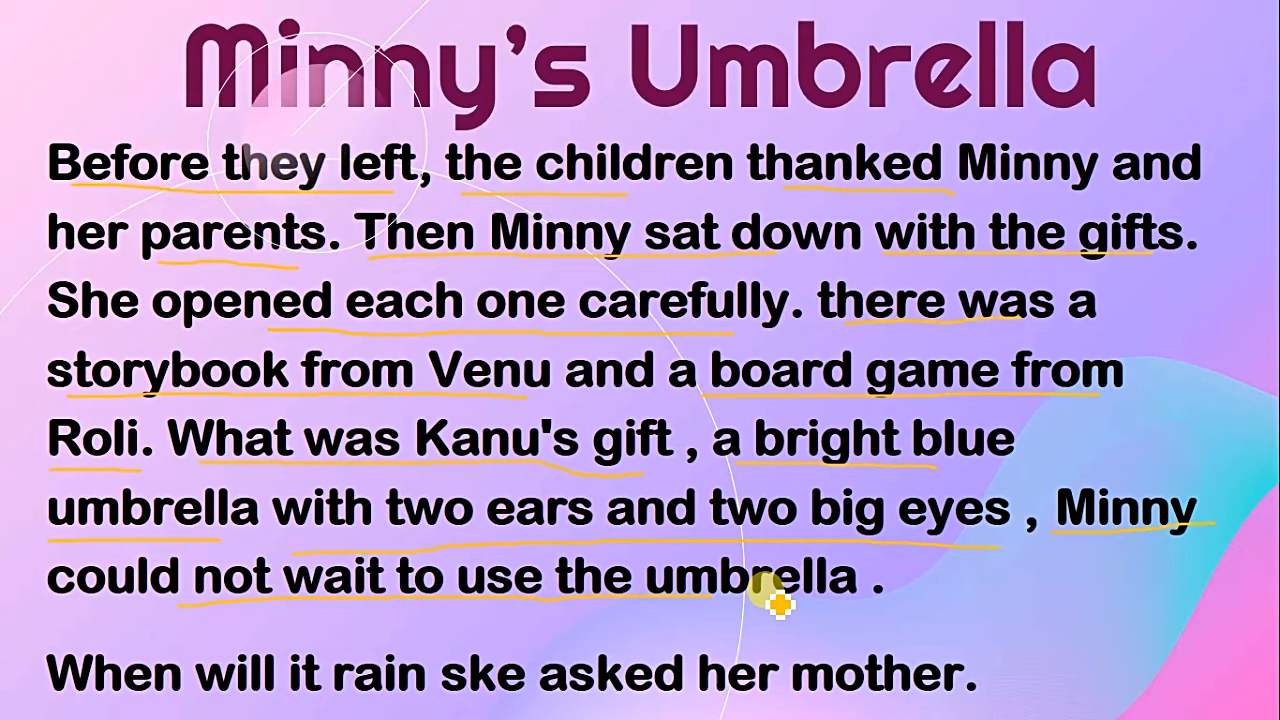 Minny's Umbrella
Before they left, the children thanked Minny and
her parents. Then Minny sat down with the gifts.
She opened each one carefully. there was a
storybook from Venu and a board game from
Roli. What was Kanu's gift , a bright blue
umbrella with two ears and two big eyes , Minny
could not wait to use the umbrella .
When will it rain ske asked her mother.